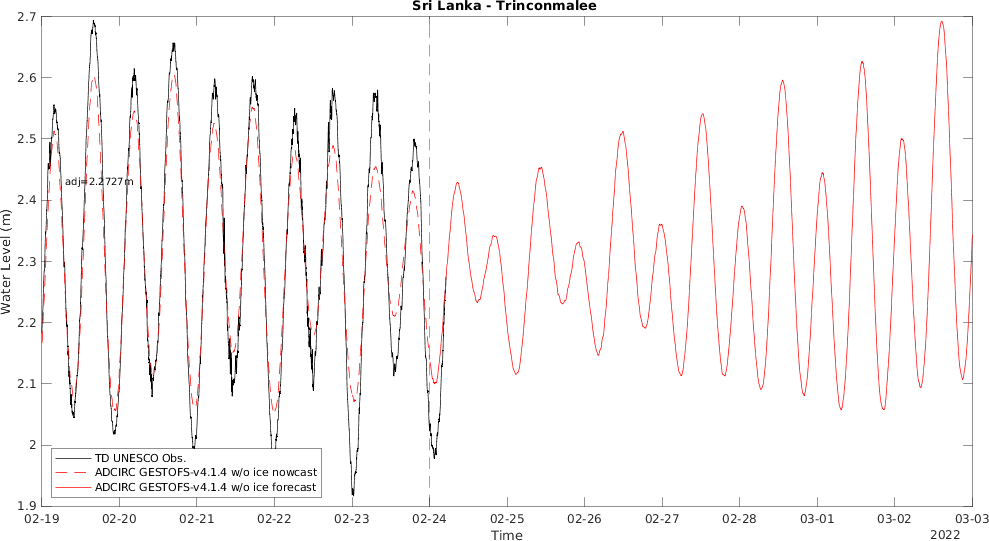 Sri Lanka - Trinconmalee
2.7
2.6
2.5
2.4
2.3
2.2
2.1
2
1.9
Water Level (m)
adj=2.2727m
TD UNESCO Obs.
ADCIRC GESTOFS-v4.1.4 w/o ice nowcast
ADCIRC GESTOFS-v4.1.4 w/o ice forecast
02-19 02-20 02-21 02-22 02-23 02-24 02-25 02-26 02-27 02-28 03-01 03-02 03-03
Time
2022